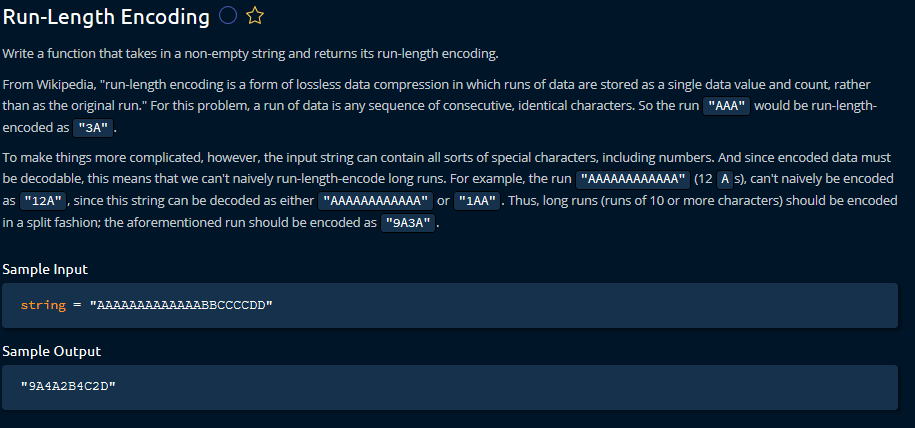 Run-Length Encoding
Write a function that takes in a non-empty string and returns its run-length encoding.
From Wikipedia, "run-length encoding is a form of lossless data compression in which runs of data are stored as a single data value and count, rather
than as the original run." For this problem, a run of data is any sequence of consecutive, identical characters. So the run "AAA" would be run-length-
encoded as "3A".
To make things more complicated, however, the input string can contain all sorts of special characters, including numbers. And since encoded data must
be decodable, this means that we can't naively run-length-encode long runs. For example, the run "AAAAAAAAAAAA" (12 A s), can't naively be encoded
as "12A", since this string can be decoded as either "AAAAAAAAAAAA" or "1AA". Thus, long runs (runs of 10 or more characters) should be encoded
in a split fashion; the aforementioned run should be encoded as "9A3A".
Sample Input
string = "AAAAAAAAAAAAABBCCCCDD"
Sample Output
"9A4A2B4C2D"